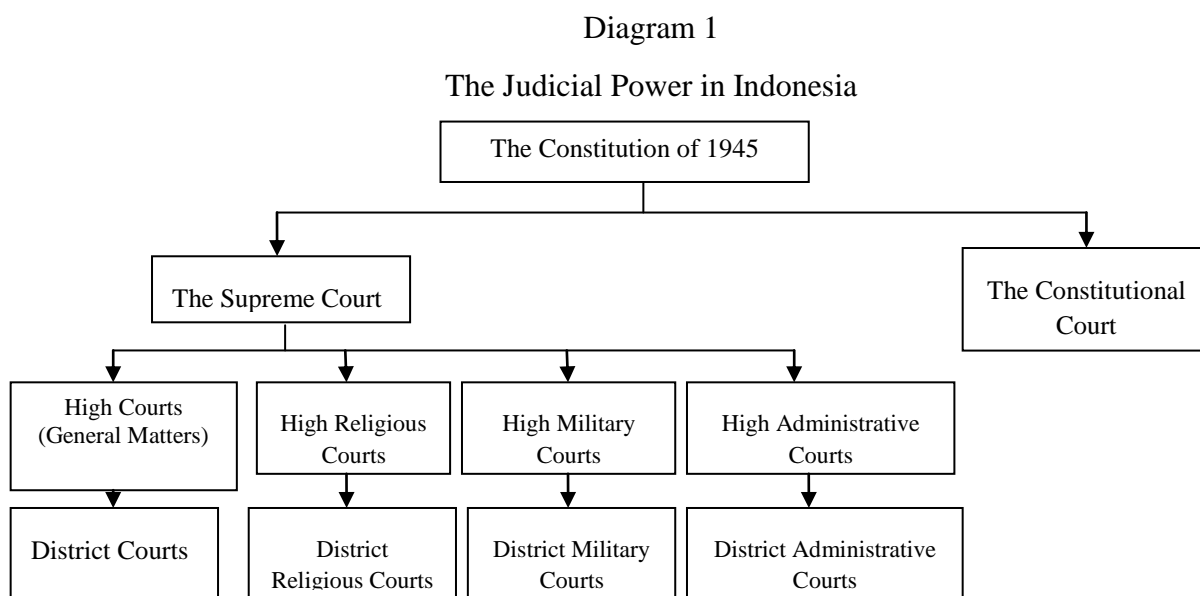 Diagram 1
The Judicial Power in Indonesia
The Constitution of 1945
The Supreme Court
The Constitutional
Court
High Courts
(General Matters)
High Religious
Courts
High Military
Courts
High Administrative
Courts
District Courts
District
Religious Courts
District Military
Courts
District Administrative
Courts